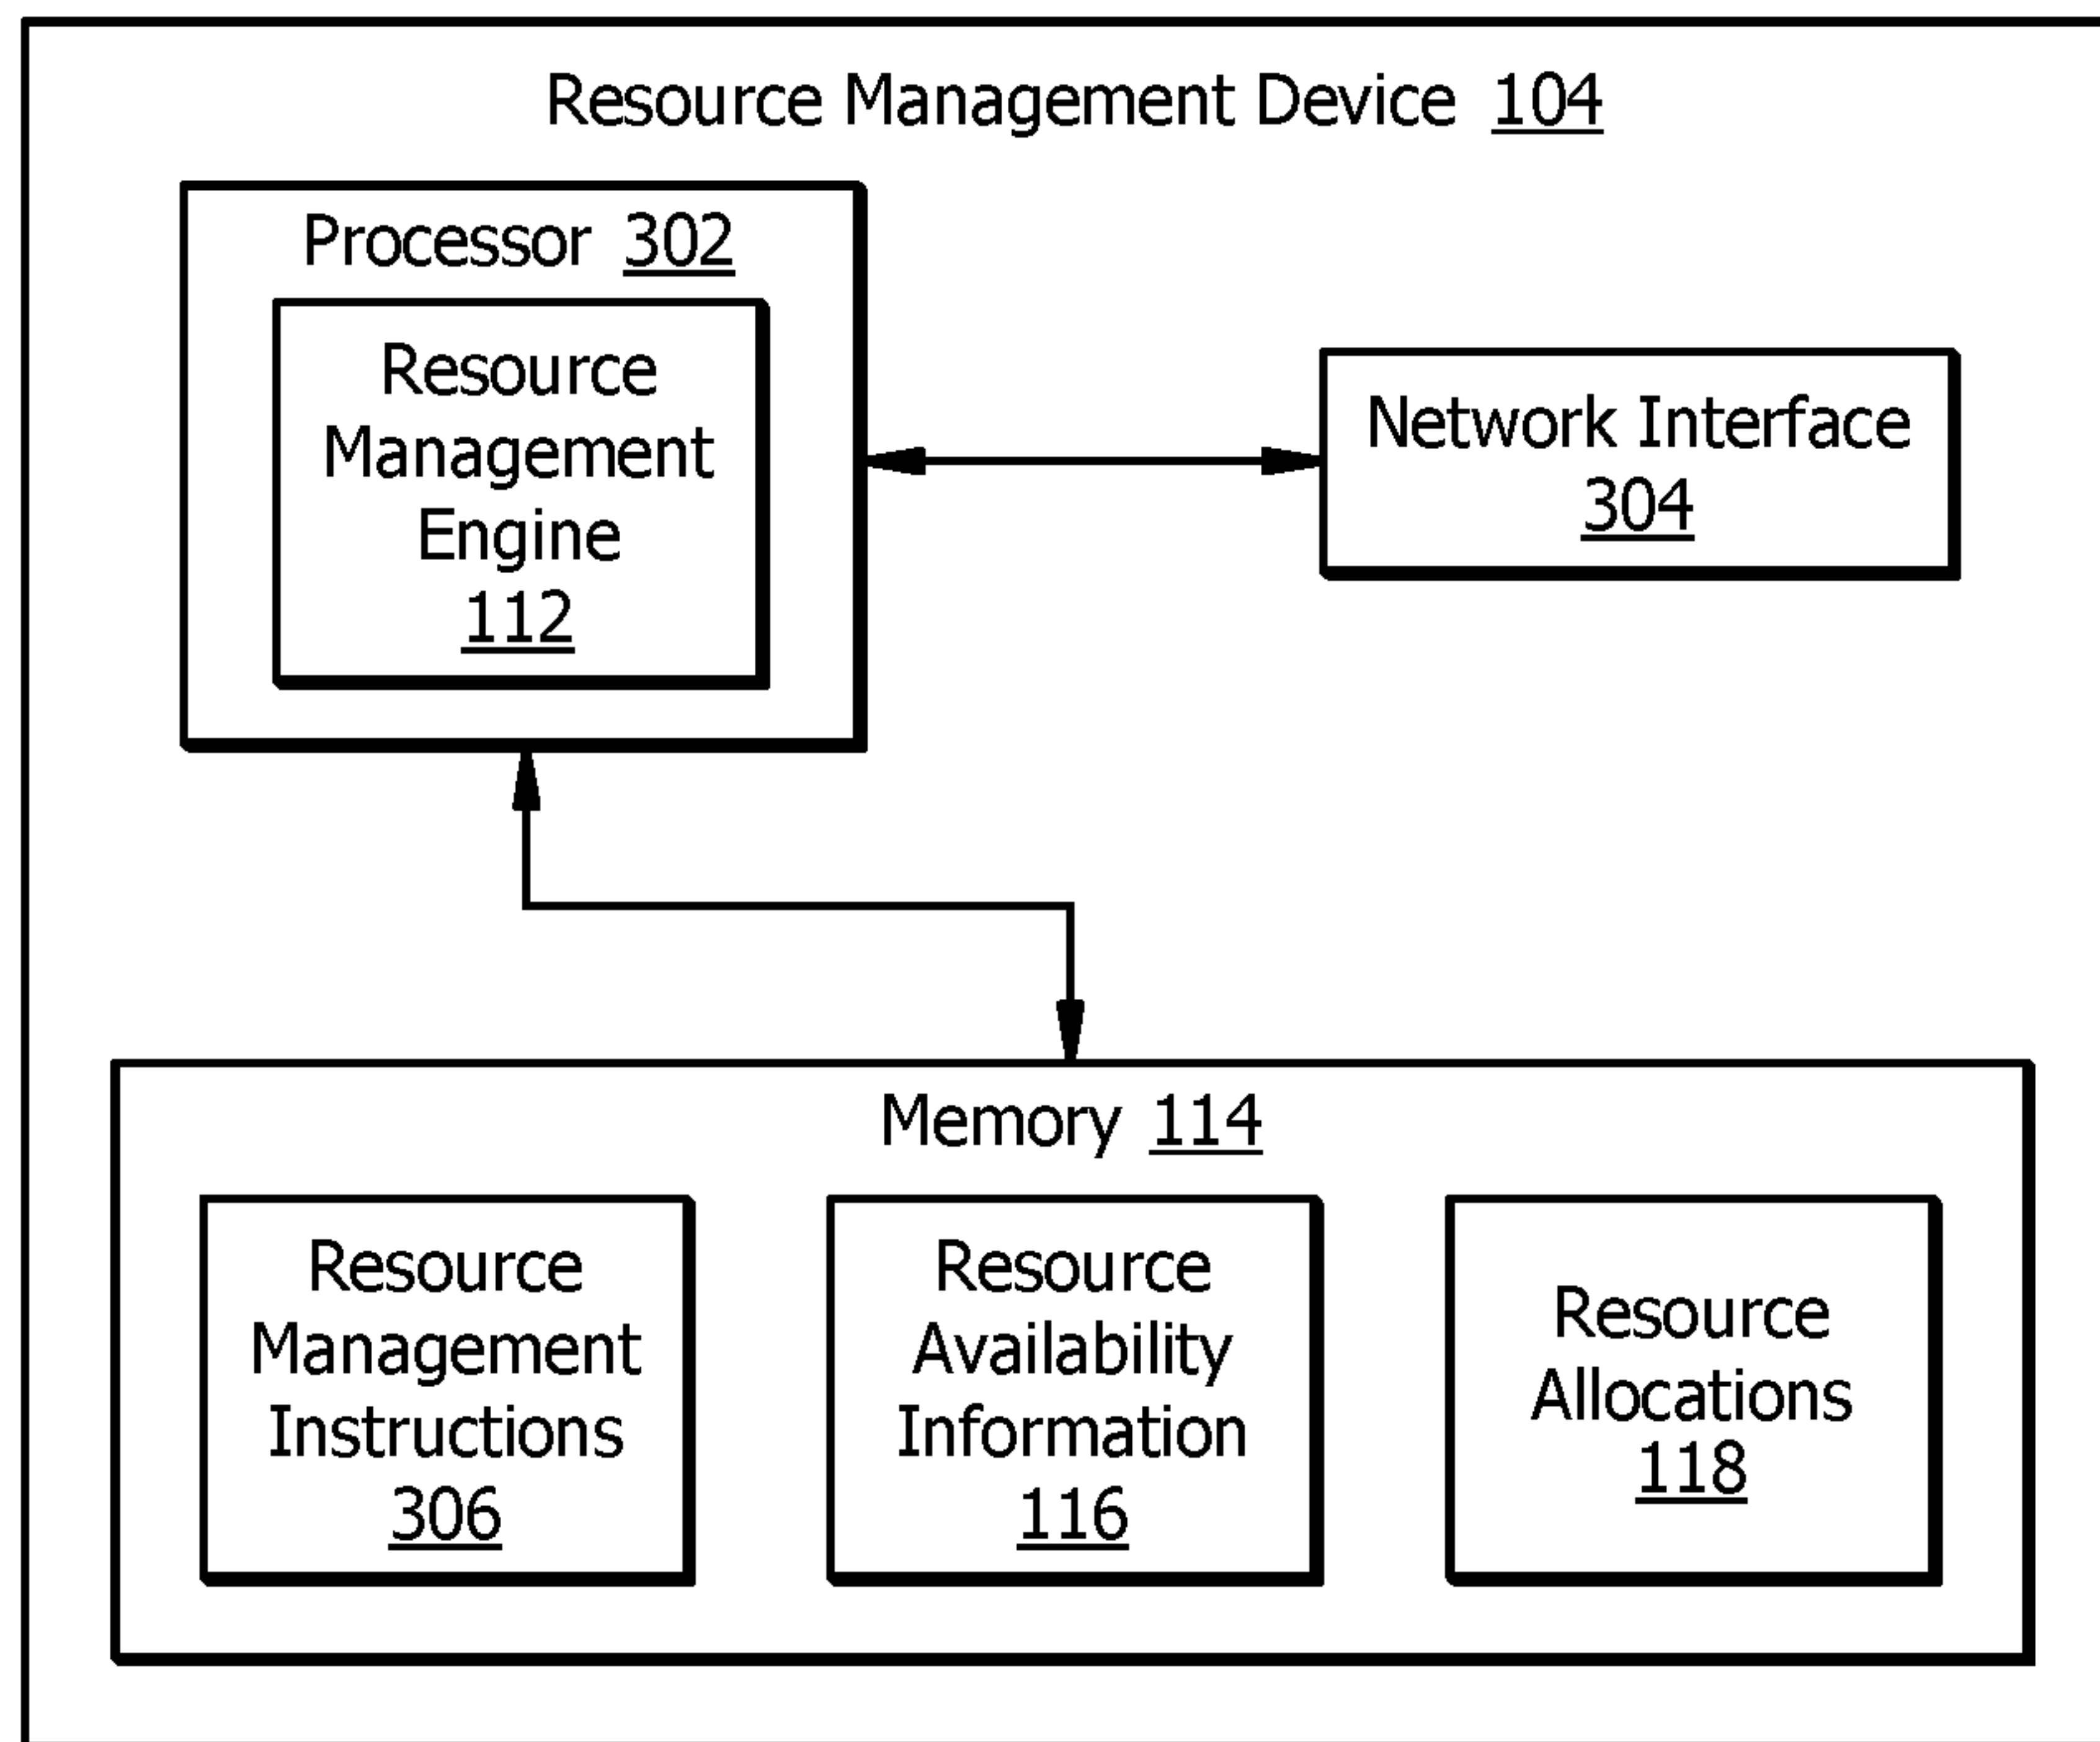 Resource Management Device 104
Processor 302
Resource
Management
Engine
112
Network Interface
304
Memory 114
Resource
Management
Instructions
306
Resource
Availability
Information
116
Resource
Allocations
118